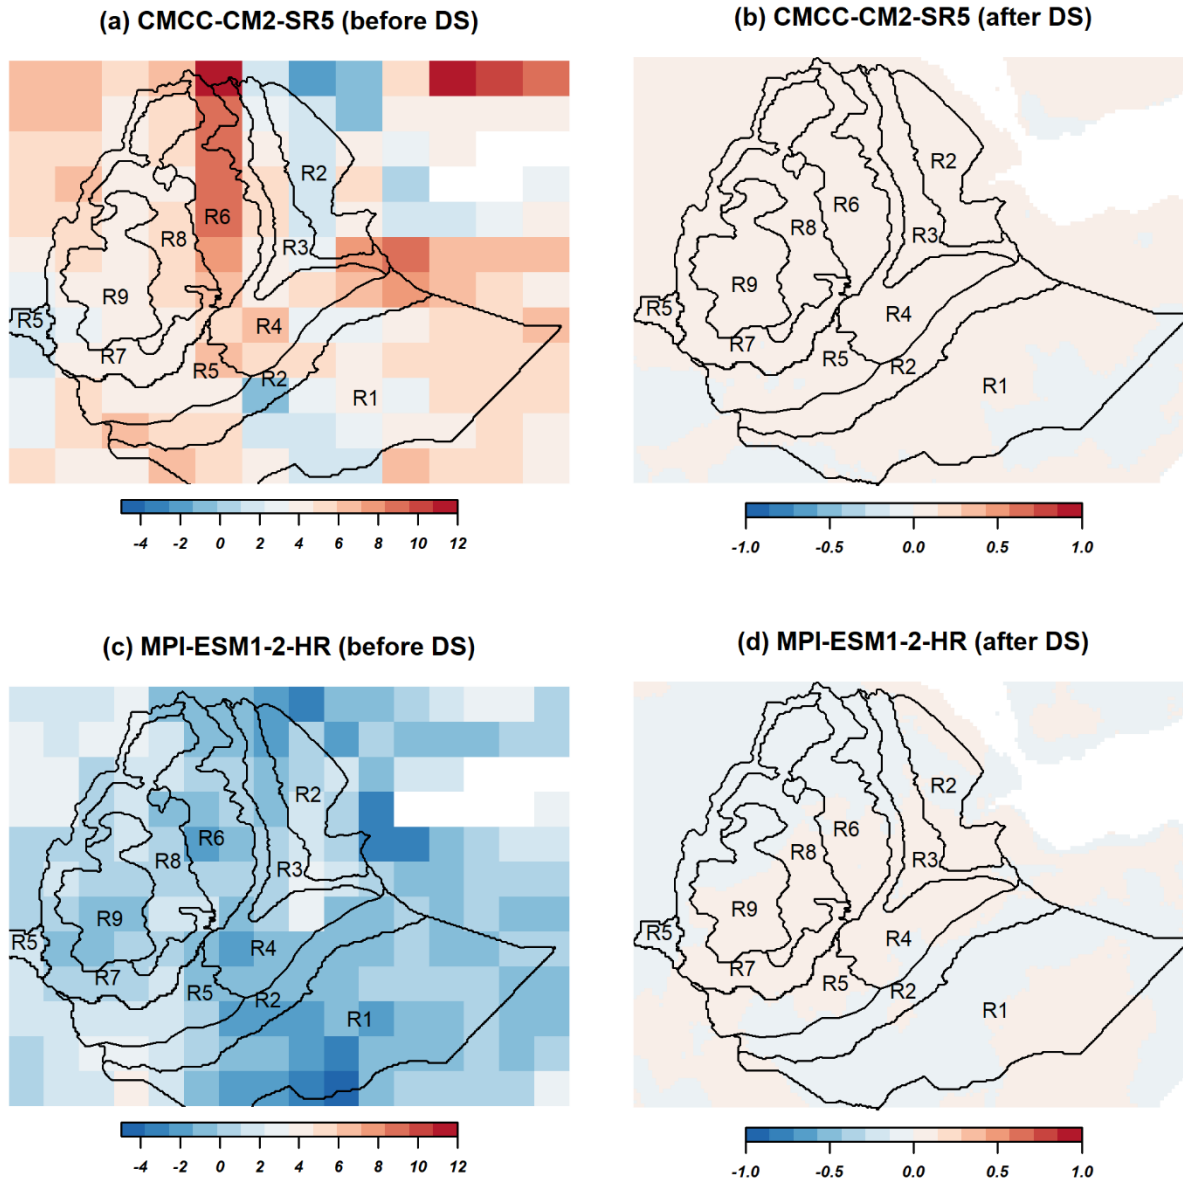 (a) CMCC-CM2-SR5 (before DS)
(b) CMCC-CM2-SR5 (after DS)
R2
R6
R8
R3
R9
R5
R4
R7
R5
R2
R1
-4 -2 0 2 4 6 8 10 12
R2
R6
R8
R3
R9
R5
R4
R7
R5
R2
R1
-1.0 -0.5 0.0 0.5 1.0
(c) MPI-ESM1-2-HR (before DS)
(d) MPI-ESM1-2-HR (after DS)
R2
R6
R8
R3
R9
R5
R4
R7
R5
R2
R1
-4 -2 0 2 4 6 8 10 12
R2
R6
R8
R3
R9
R5
R4
R7
R5
R2
R1
-1.0 -0.5 0.0 0.5 1.0